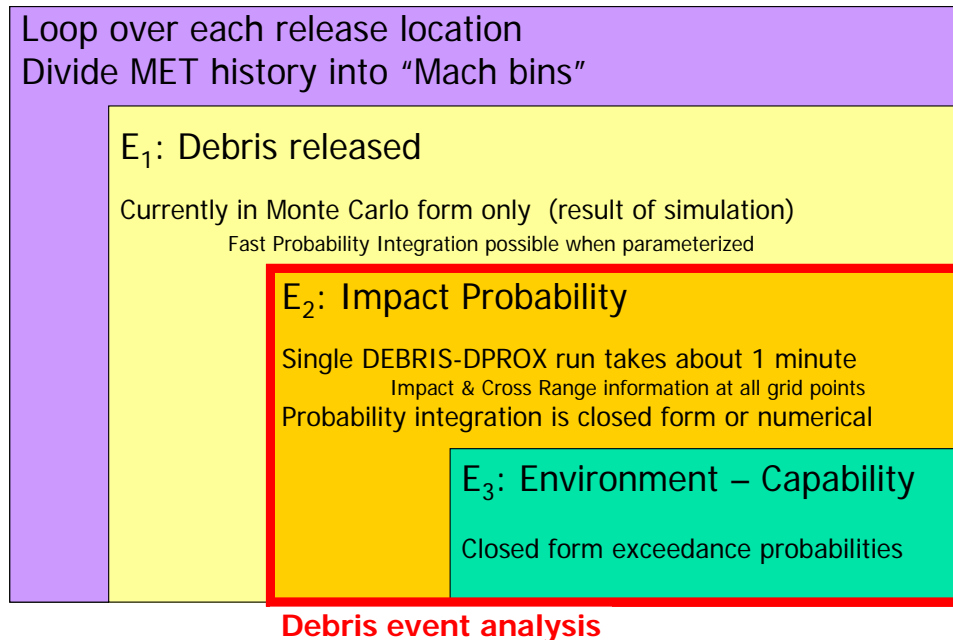 Loop over each release location
Divide MET history into “Mach bins”
E₁: Debris released
Currently in Monte Carlo form only (result of simulation)
Fast Probability Integration possible when parameterized
E₂: Impact Probability
Single DEBRIS-DPROX run takes about 1 minute
Impact & Cross Range information at all grid points
Probability integration is closed form or numerical
E₃: Environment – Capability
Closed form exceedance probabilities
Debris event analysis